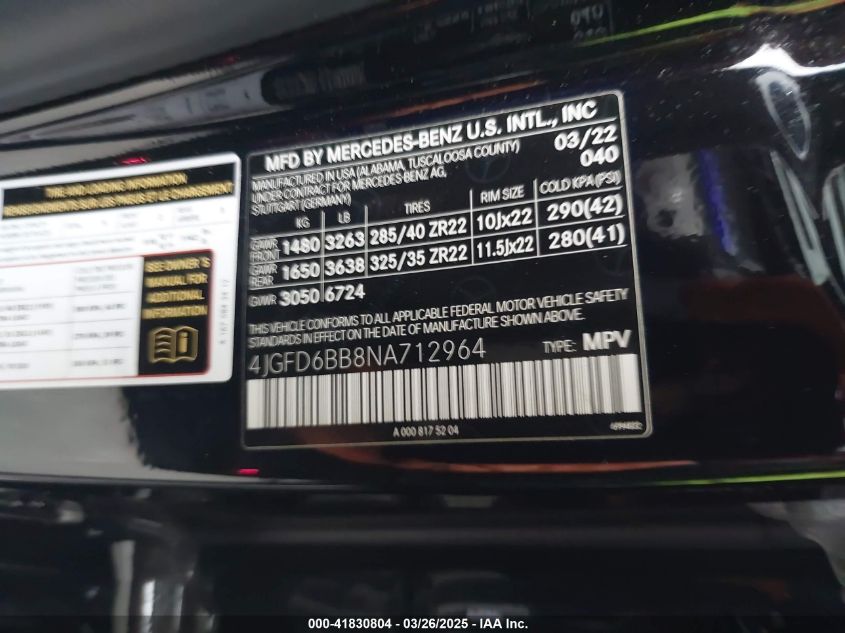 MFD BY MERCEDES-BENZ U.S. INTL., INC
MANUFACTURED IN USA (ALABAMA, TUSCALOOSA COUNTY) 03/22
UNDER CONTRACT FOR MERCEDES-BENZ AG, 040
STUTTGART (GERMANY)
KG LB TIRES RIM SIZE COLD KPA (PSI)
GAWR FRONT 1480 3263 285/40 ZR22 10Jx22 290(42)
GAWR REAR 1650 3638 325/35 ZR22 11.5Jx22 280(41)
GVWR 3050 6724
THIS VEHICLE CONFORMS TO ALL APPLICABLE FEDERAL MOTOR VEHICLE SAFETY
STANDARDS IN EFFECT ON THE DATE OF MANUFACTURE SHOWN ABOVE.
4JGFD6BB8NA712964 TYPE: MPV
A 000 817 52 04
TIRE AND LOADING INFORMATION
SEE OWNER'S
MANUAL FOR
ADDITIONAL
INFORMATION
000-41830804 / 03/26/2025 - Copyright © IAA, LLC. All Rights Reserved.